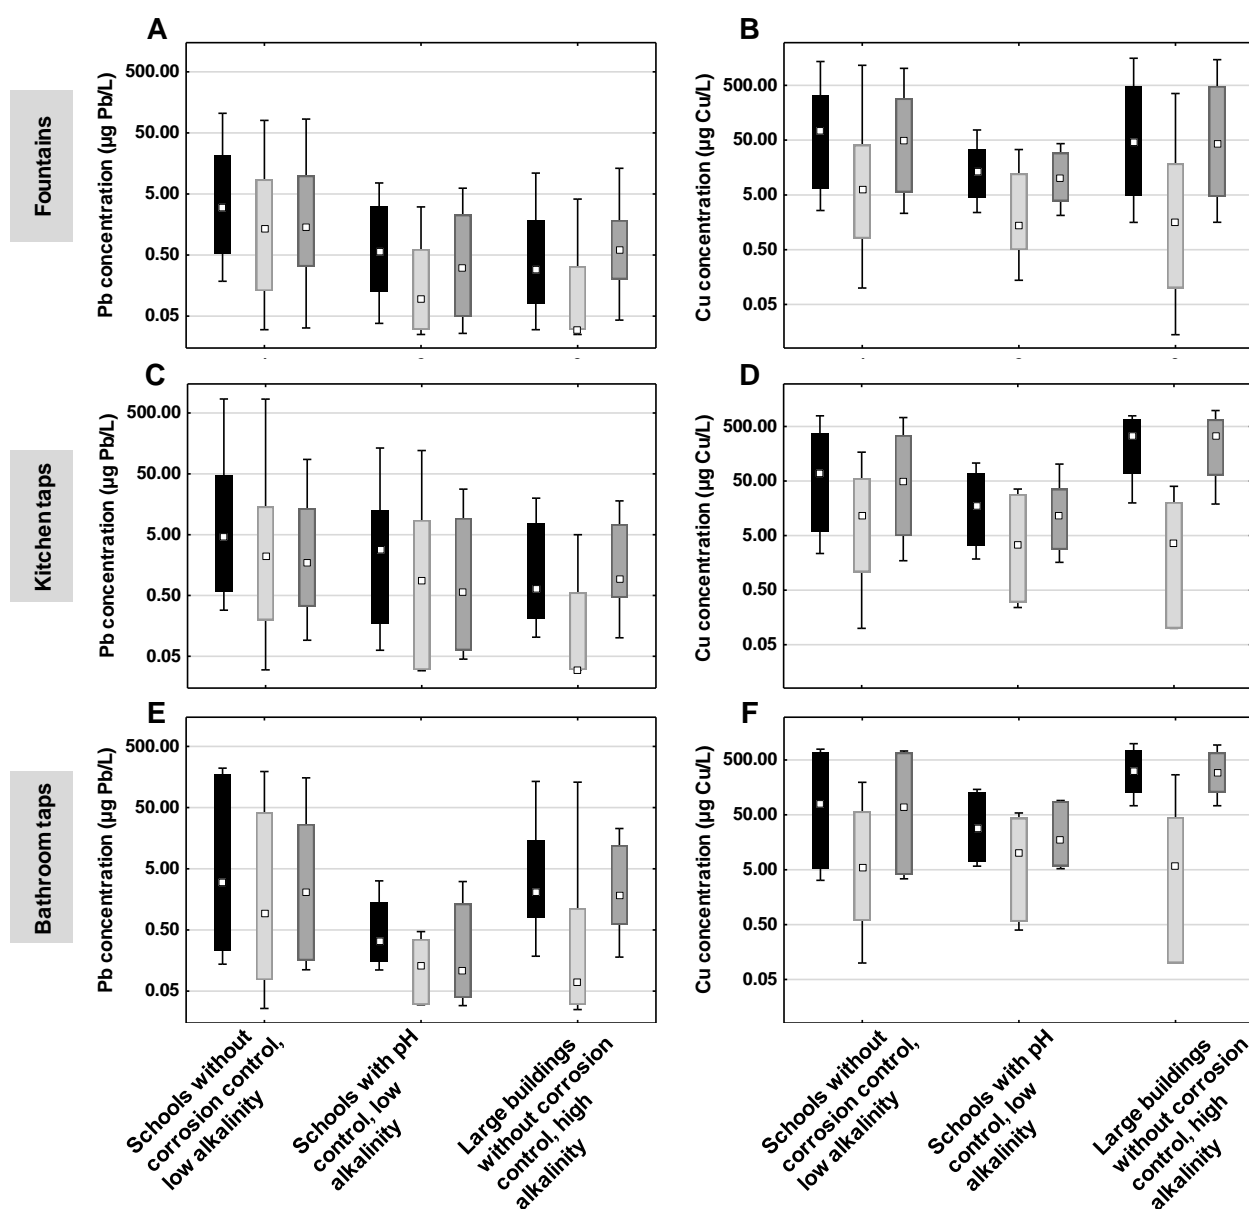 A
B
Fountains
Pb concentration (µg Pb/L)
500.00
50.00
5.00
0.50
0.05
Cu concentration (µg Cu/L)
500.00
50.00
5.00
0.50
0.05
C
D
Kitchen taps
Pb concentration (µg Pb/L)
500.00
50.00
5.00
0.50
0.05
Cu concentration (µg Cu/L)
500.00
50.00
5.00
0.50
0.05
E
F
Bathroom taps
Pb concentration (µg Pb/L)
500.00
50.00
5.00
0.50
0.05
Cu concentration (µg Cu/L)
500.00
50.00
5.00
0.50
0.05
Schools without
corrosion control,
low alkalinity
Schools with pH
control, low
alkalinity
Large buildings
without corrosion
control, high
alkalinity
Schools without
corrosion control,
low alkalinity
Schools with pH
control, low
alkalinity
Large buildings
without corrosion
control, high
alkalinity